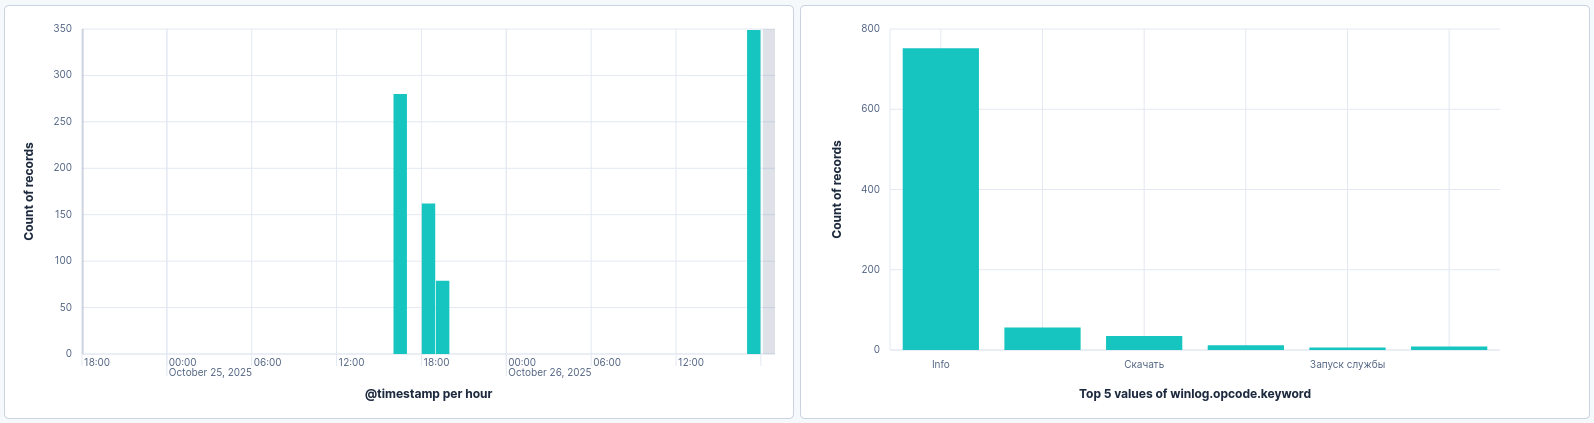 350
300
250
200
150
100
50
0
Count of records
18:00
00:00
06:00
12:00
18:00
00:00
06:00
12:00
October 25, 2025
October 26, 2025
@timestamp per hour
800
600
400
200
0
Count of records
Info
Скачать
Запуск службы
Top 5 values of winlog.opcode.keyword